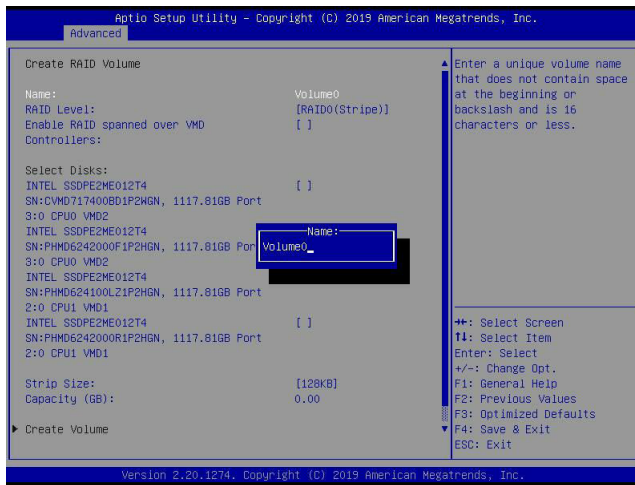 Aptio Setup Utility – Copyright (C) 2019 American Megatrends, Inc.
Advanced
Create RAID Volume
Name: Volume0
RAID Level: [RAID0(Stripe)]
Enable RAID spanned over VMD [ ]
Controllers:
Select Disks:
INTEL SSDPE2ME012T4 [ ]
SN:CVMD717400BD1P2WGN, 1117.81GB Port
3:0 CPU0 VMD2
INTEL SSDPE2ME012T4
SN:PHMD6242000F1P2HGN, 1117.81GB Por
3:0 CPU0 VMD2
INTEL SSDPE2ME012T4
SN:PHMD624100LZ1P2HGN, 1117.81GB Port
2:0 CPU1 VMD1
INTEL SSDPE2ME012T4 [ ]
SN:PHMD6242000R1P2HGN, 1117.81GB Port
2:0 CPU1 VMD1
Strip Size: [128KB]
Capacity (GB): 0.00
Create Volume
Name:
Volume0_
Enter a unique volume name
that does not contain space
at the beginning or
backslash and is 16
characters or less.
→←: Select Screen
↑↓: Select Item
Enter: Select
+/-: Change Opt.
F1: General Help
F2: Previous Values
F3: Optimized Defaults
F4: Save & Exit
ESC: Exit
Version 2.20.1274. Copyright (C) 2019 American Megatrends, Inc.